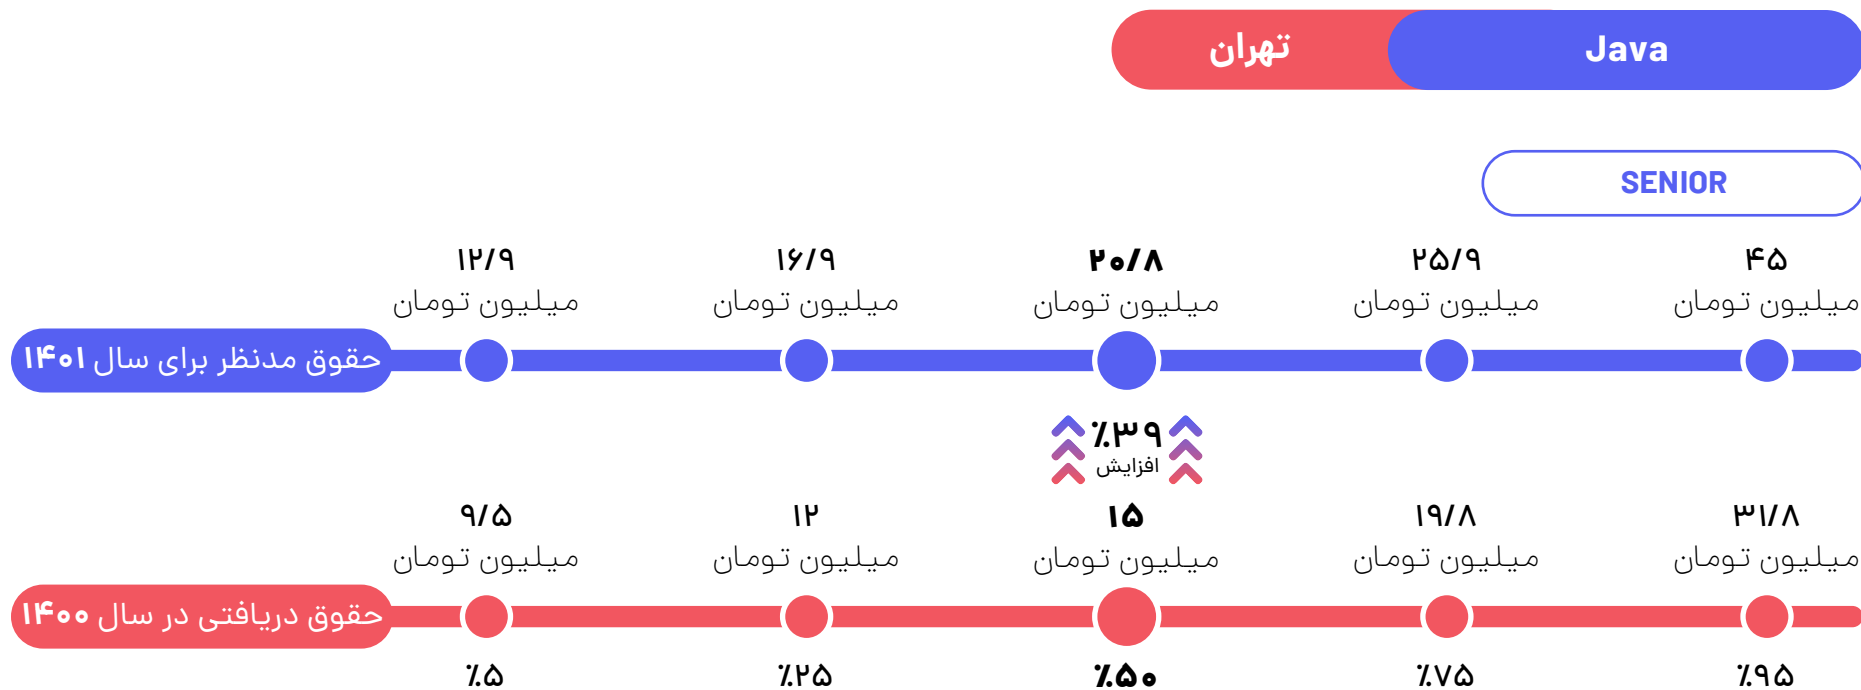 Java
تهران
SENIOR
۴۵
میلیون تومان
۲۵/۹
میلیون تومان
۲۰/۸
میلیون تومان
۱۶/۹
میلیون تومان
۱۲/۹
میلیون تومان
حقوق مدنظر برای سال ۱۴۰۱
٪۳۹
افزایش
۳۱/۸
میلیون تومان
۱۹/۸
میلیون تومان
۱۵
میلیون تومان
۱۲
میلیون تومان
۹/۵
میلیون تومان
حقوق دریافتی در سال ۱۴۰۰
٪۹۵
٪۷۵
٪۵۰
٪۲۵
٪۵